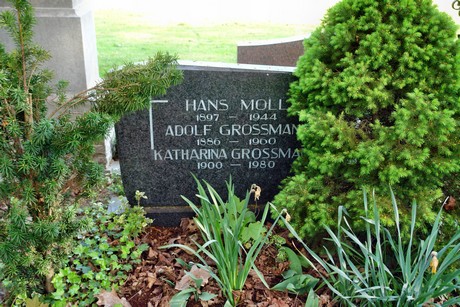 HANS MOLL
1897 – 1944
ADOLF GROSSMAN
1886 – 1960
KATHARINA GROSSMA
1900 – 1980